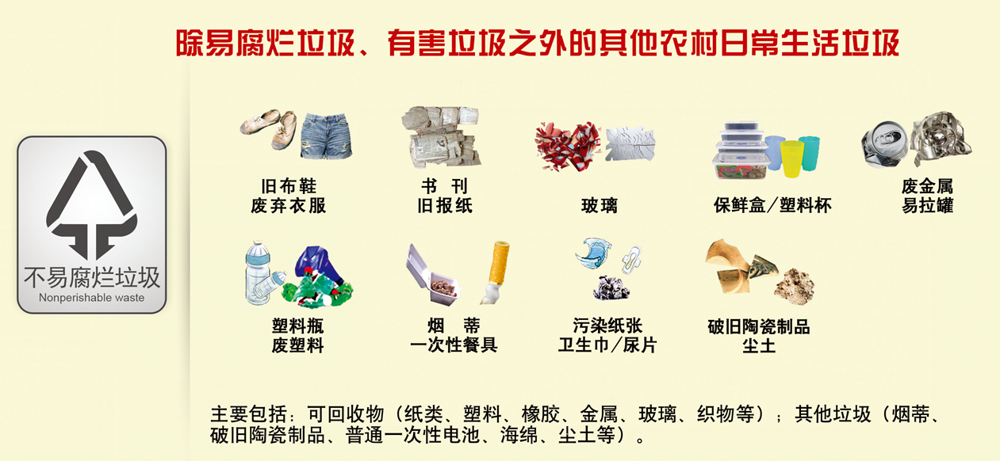 除易腐烂垃圾、有害垃圾之外的其他农村日常生活垃圾
不易腐烂垃圾
Nonperishable waste
旧布鞋
废弃衣服
书 刊
旧报纸
玻璃
保鲜盒/塑料杯
废金属
易拉罐
塑料瓶
废塑料
烟 蒂
一次性餐具
污染纸张
卫生巾/尿片
破旧陶瓷制品
尘土
主要包括：可回收物（纸类、塑料、橡胶、金属、玻璃、织物等）；其他垃圾（烟蒂、
破旧陶瓷制品、普通一次性电池、海绵、尘土等）。